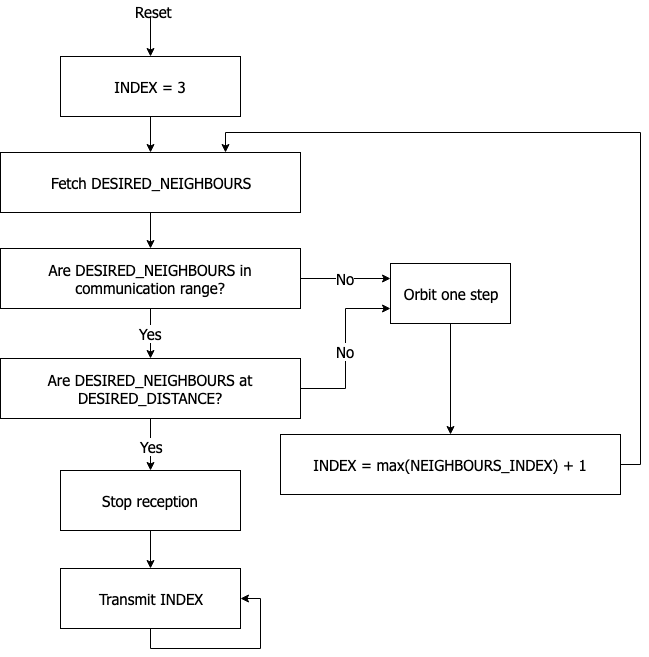 Reset
INDEX = 3
Fetch DESIRED_NEIGHBOURS
Are DESIRED_NEIGHBOURS in
communication range?
No
Orbit one step
Yes
No
Are DESIRED_NEIGHBOURS at
DESIRED_DISTANCE?
Yes
INDEX = max(NEIGHBOURS_INDEX) + 1
Stop reception
Transmit INDEX